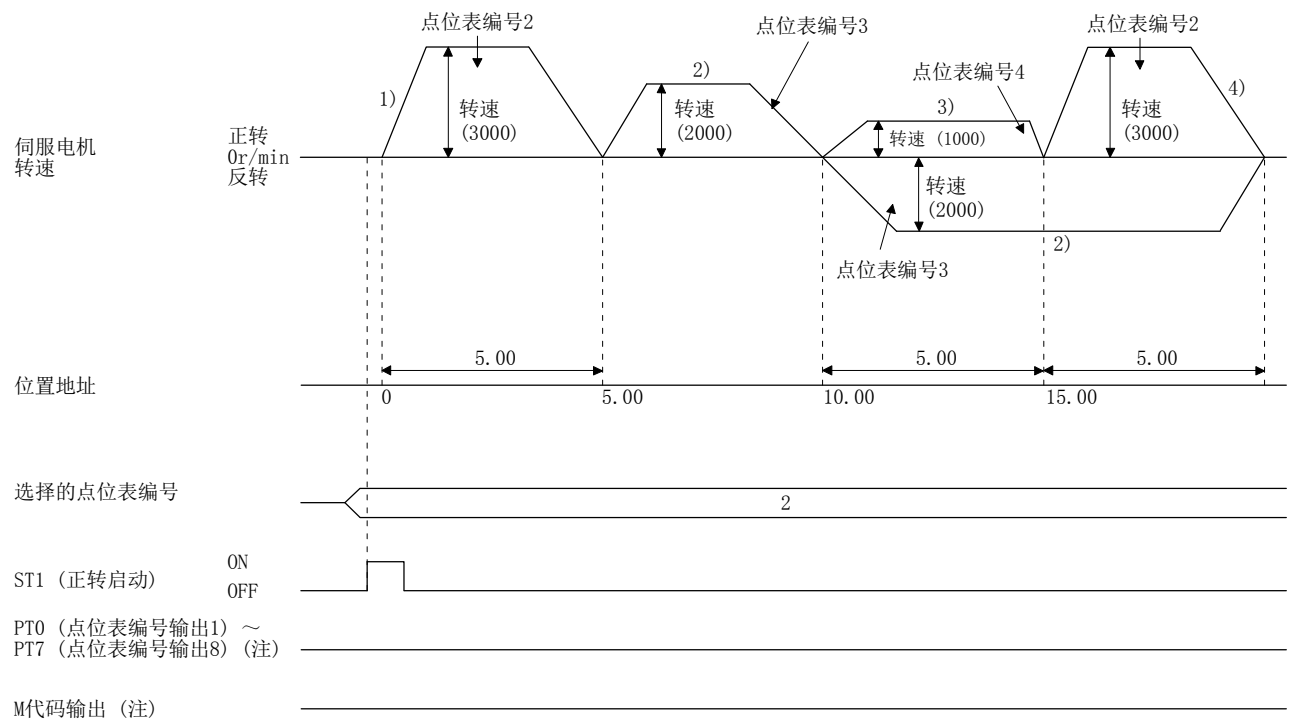 点位表编号2
点位表编号3
点位表编号2
1)
2)
点位表编号4
3)
4)
转速
(3000)
转速
(2000)
转速 (1000)
转速
(3000)
伺服电机
转速
正转
0r/min
反转
转速
(2000)
2)
点位表编号3
5.00
5.00
5.00
位置地址
0
5.00
10.00
15.00
选择的点位表编号
2
ST1 (正转启动)
ON
OFF
PT0 (点位表编号输出1) ～
PT7 (点位表编号输出8) (注)
M代码输出 (注)